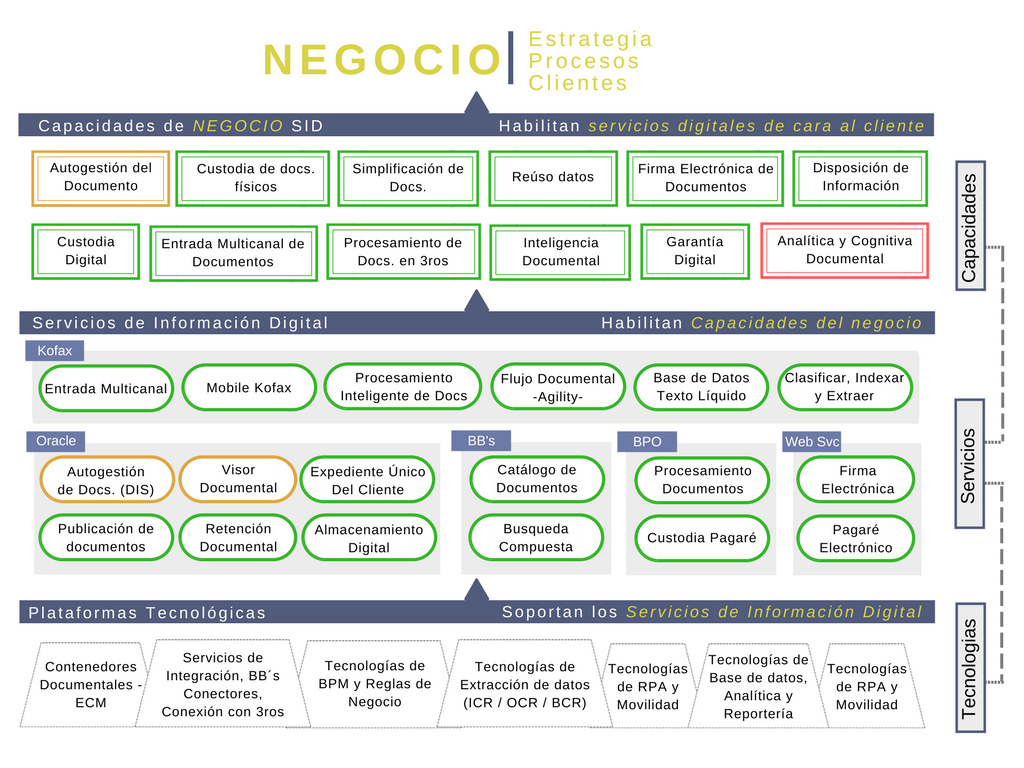 NEGOCIO
Estrategia
Procesos
Clientes
Capacidades de NEGOCIO SID
Habilitan servicios digitales de cara al cliente
Autogestión del
Documento
Custodia de docs.
físicos
Simplificación de
Docs.
Reúso datos
Firma Electrónica de
Documentos
Disposición de
Información
Custodia
Digital
Entrada Multicanal de
Documentos
Procesamiento de
Docs. en 3ros
Inteligencia
Documental
Garantía
Digital
Analítica y Cognitiva
Documental
Capacidades
Servicios de Información Digital
Habilitan Capacidades del negocio
Kofax
Entrada Multicanal
Mobile Kofax
Procesamiento
Inteligente de Docs
Flujo Documental
-Agility-
Base de Datos
Texto Líquido
Clasificar, Indexar
y Extraer
Oracle
Autogestión
de Docs. (DIS)
Visor
Documental
Expediente Único
Del Cliente
Publicación de
documentos
Retención
Documental
Almacenamiento
Digital
BB's
Catálogo de
Documentos
Busqueda
Compuesta
BPO
Procesamiento
Documentos
Custodia Pagaré
Web Svc
Firma
Electrónica
Pagaré
Electrónico
Servicios
Plataformas Tecnológicas
Soportan los Servicios de Información Digital
Contenedores
Documentales -
ECM
Servicios de
Integración, BB´s
Conectores,
Conexión con 3ros
Tecnologías de
BPM y Reglas de
Negocio
Tecnologías de
Extracción de datos
(ICR / OCR / BCR)
Tecnologías
de RPA y
Movilidad
Tecnologías de
Base de datos,
Analítica y
Reportería
Tecnologías
de RPA y
Movilidad
Tecnologias